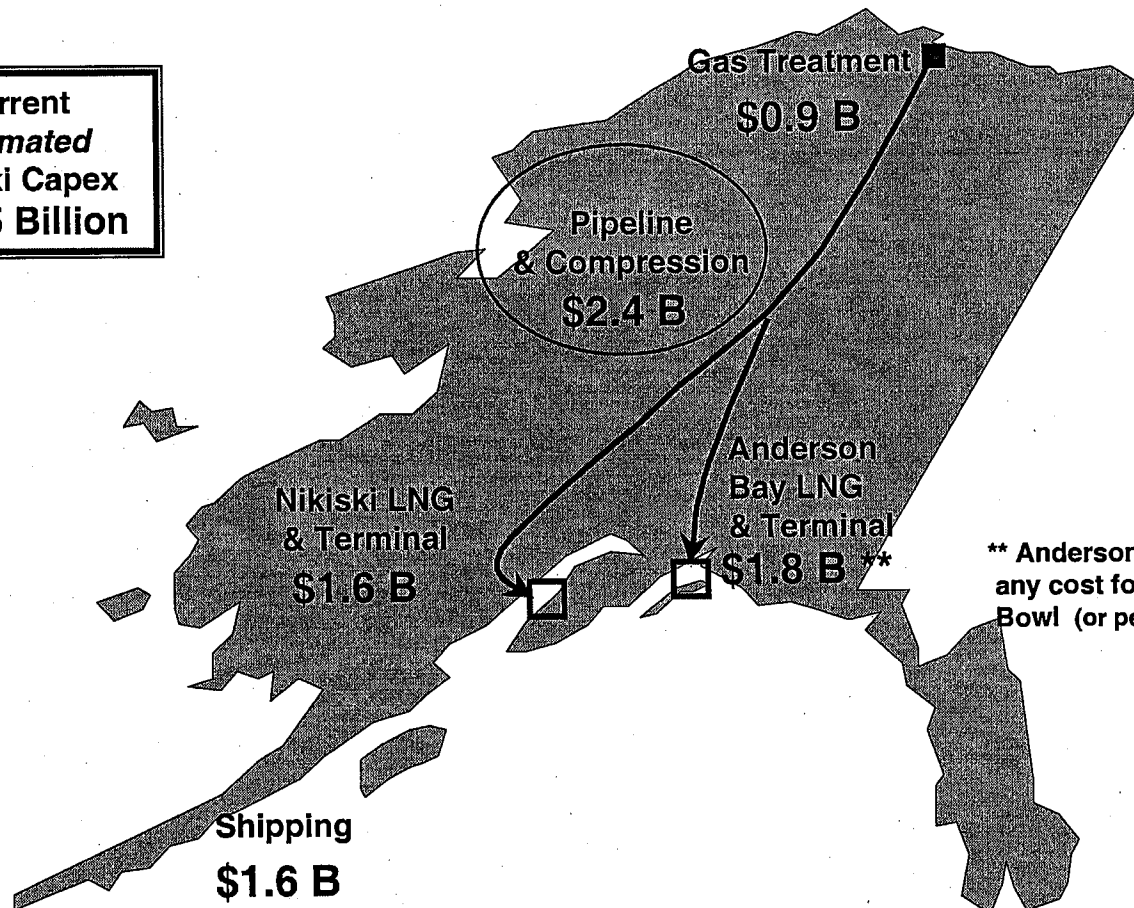 Gas Treatment
$0.9 B
rrent
mated
ki Capex
Billion
Pipeline
& Compression
$2.4 B
Nikiski LNG
& Terminal
$1.6 B
Anderson
Bay LNG
& Terminal
$1.8 B **
** Anderson
any cost fo
Bowl (or pe
Shipping
$1.6 B